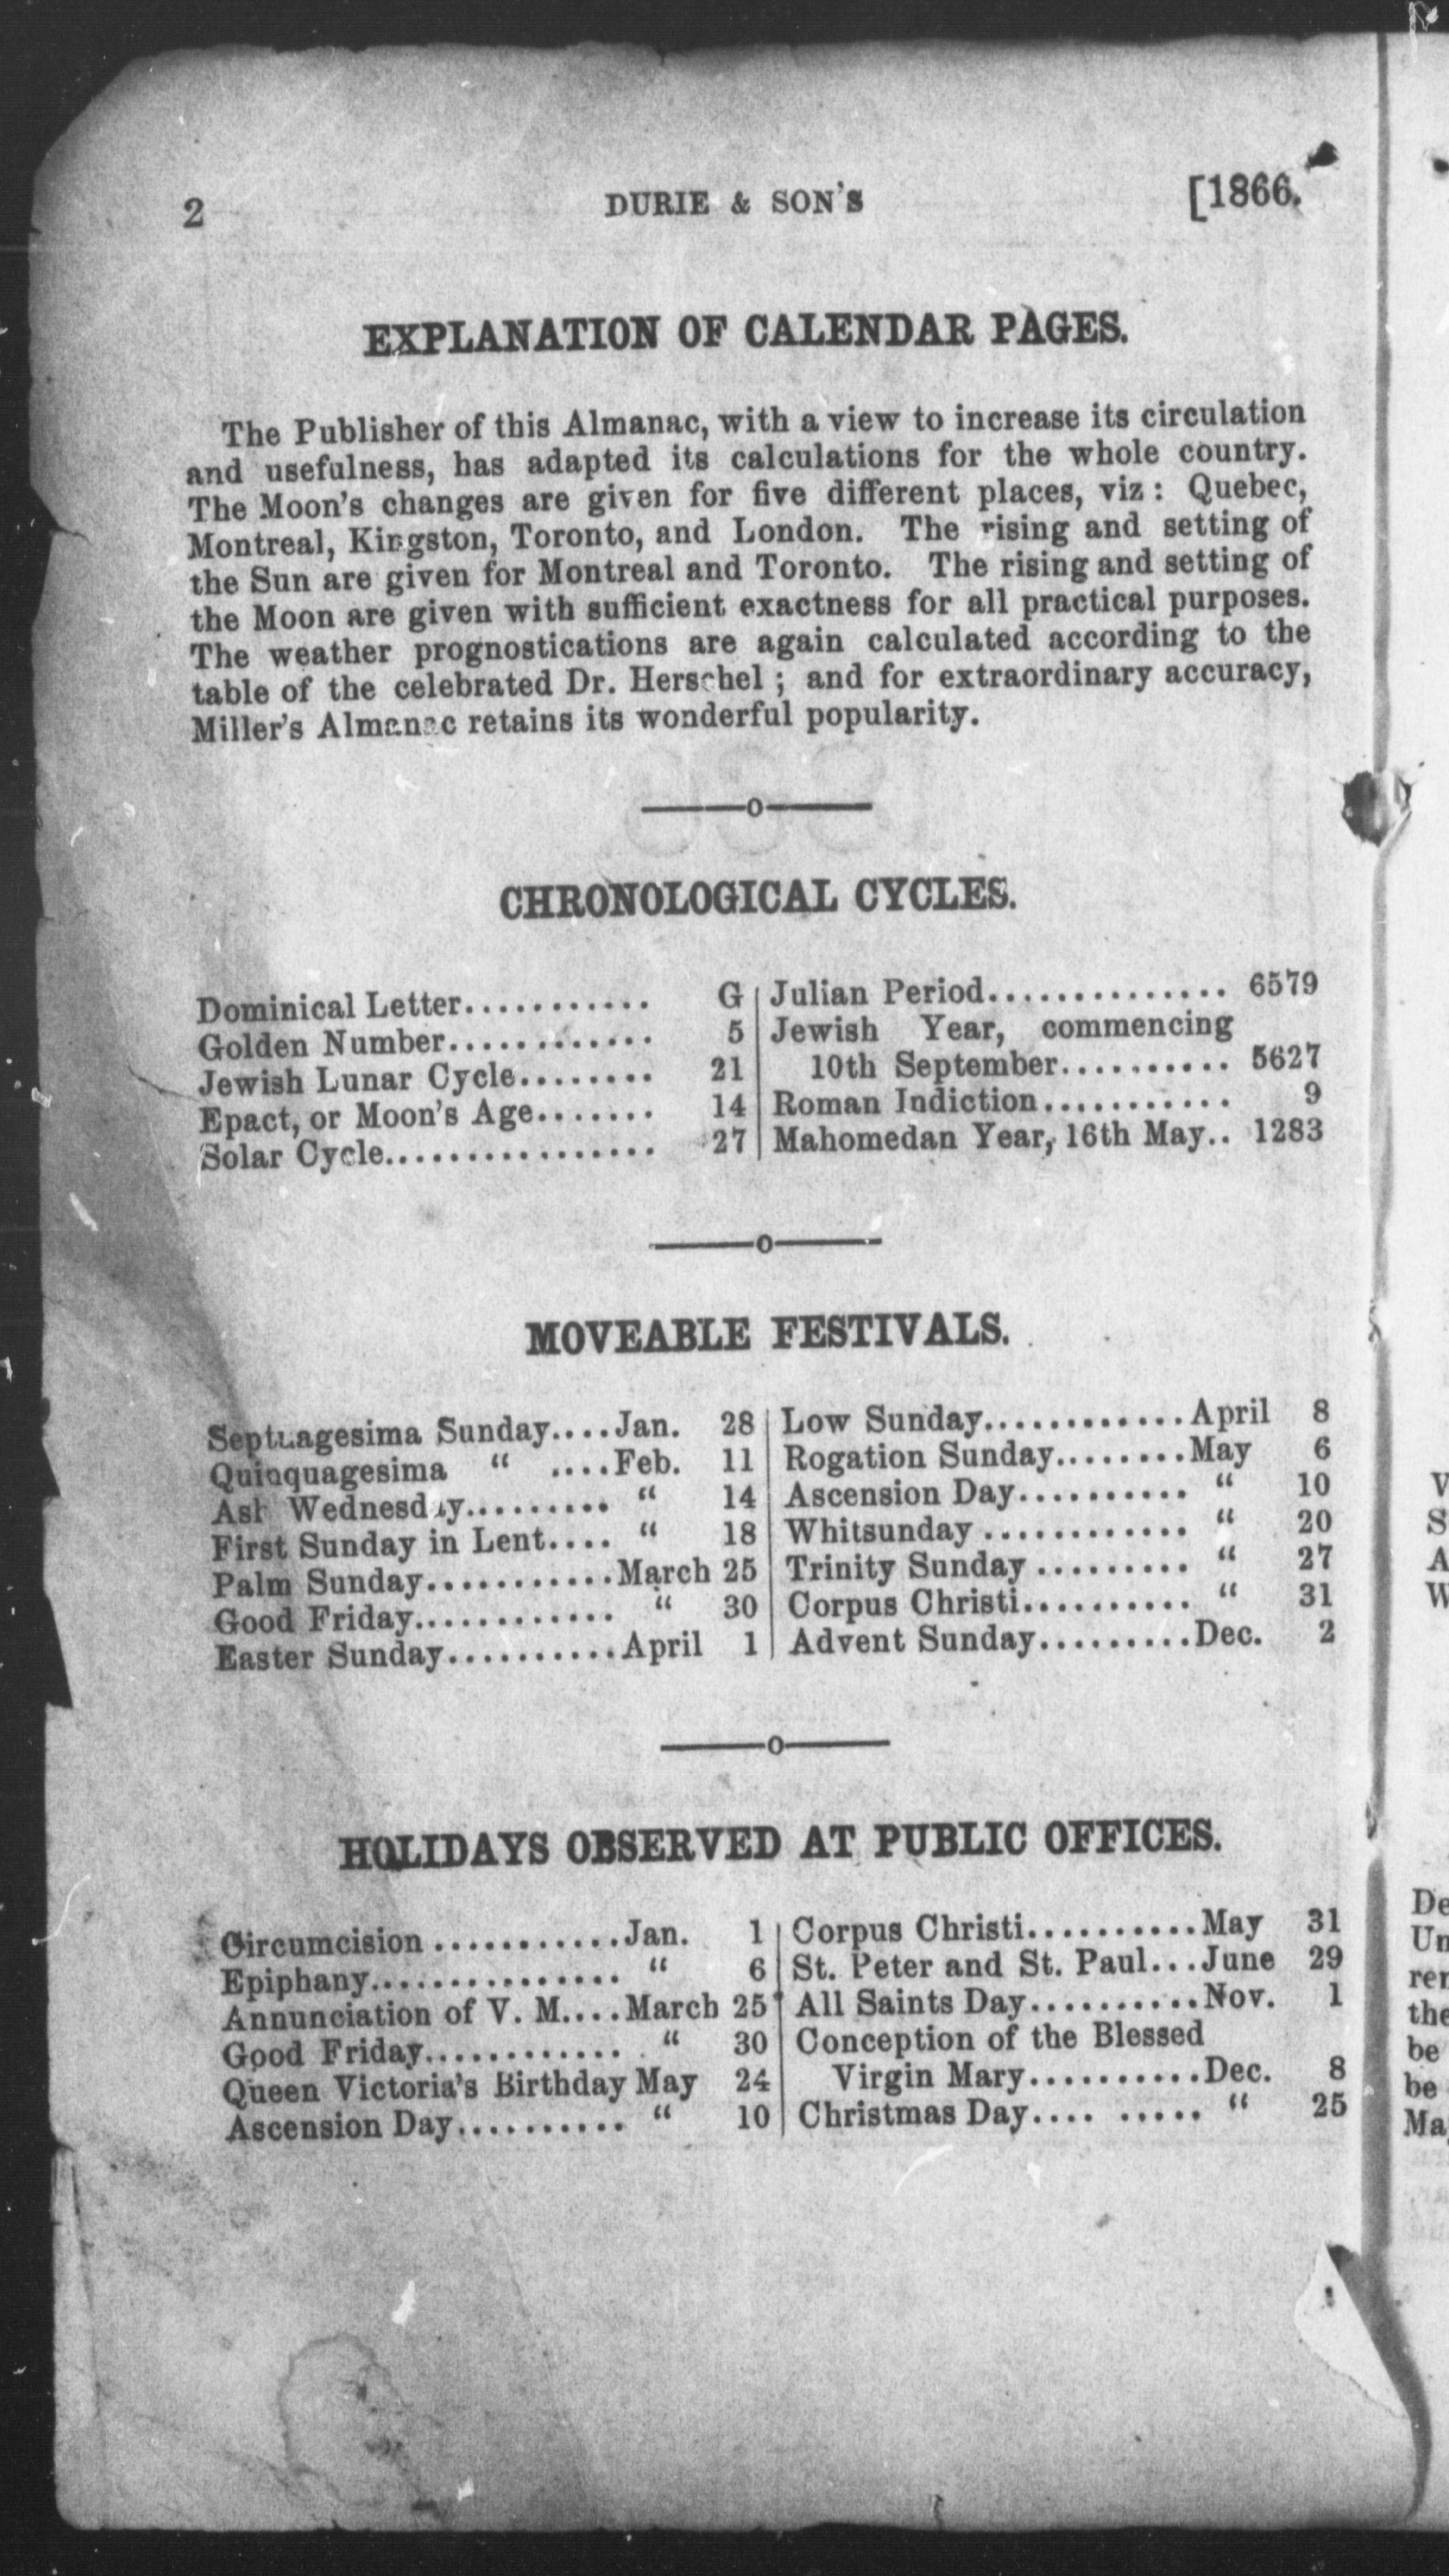 2 DURIE & SON'S [1866.
EXPLANATION OF CALENDAR PAGES.
The Publisher of this Almanac, with a view to increase its circulation
and usefulness, has adapted its calculations for the whole country.
The Moon's changes are given for five different places, viz: Quebec,
Montreal, Kingston, Toronto, and London. The rising and setting of
the Sun are given for Montreal and Toronto. The rising and setting of
the Moon are given with sufficient exactness for all practical purposes.
The weather prognostications are again calculated according to the
table of the celebrated Dr. Herschel; and for extraordinary accuracy,
Miller's Almanac retains its wonderful popularity.
CHRONOLOGICAL CYCLES.
Dominical Letter........... G
Golden Number............ 5
Jewish Lunar Cycle........ 21
Epact, or Moon's Age....... 14
Solar Cycle................. 27
Julian Period.............. 6579
Jewish Year, commencing
10th September.......... 5627
Roman Indiction........... 9
Mahomedan Year, 16th May.. 1283
MOVEABLE FESTIVALS.
Septuagesima Sunday....Jan. 28
Quinquagesima " ....Feb. 11
Ash Wednesday......... " 14
First Sunday in Lent.... " 18
Palm Sunday...........March 25
Good Friday............ " 30
Easter Sunday..........April 1
Low Sunday............April 8
Rogation Sunday........May 6
Ascension Day.......... " 10
Whitsunday............ " 20
Trinity Sunday......... " 27
Corpus Christi.......... " 31
Advent Sunday.........Dec. 2
HOLIDAYS OBSERVED AT PUBLIC OFFICES.
Circumcision...........Jan. 1
Epiphany............... " 6
Annunciation of V. M....March 25
Good Friday............ " 30
Queen Victoria's Birthday May 24
Ascension Day.......... " 10
Corpus Christi..........May 31
St. Peter and St. Paul...June 29
All Saints Day..........Nov. 1
Conception of the Blessed
Virgin Mary..........Dec. 8
Christmas Day.... ..... " 25
V
S
A
W
De
Un
rer
the
be
be
Ma